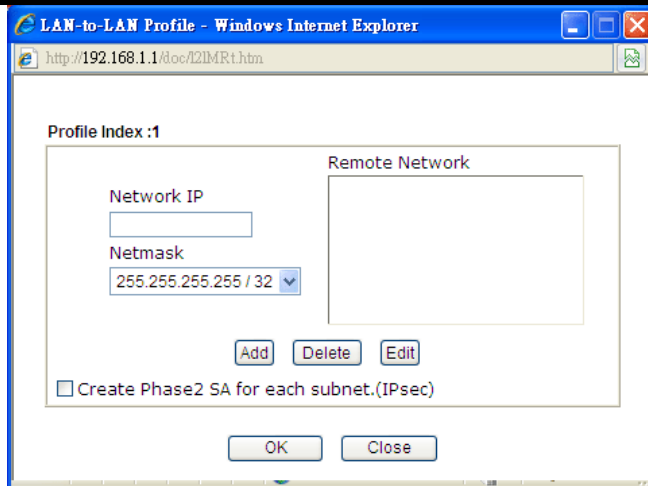 LAN-to-LAN Profile - Windows Internet Explorer
http://192.168.1.1/doc/l2lMRt.htm
Profile Index :1
Remote Network
Network IP
Netmask
255.255.255.255 / 32
Add Delete Edit
Create Phase2 SA for each subnet.(IPsec)
OK Close